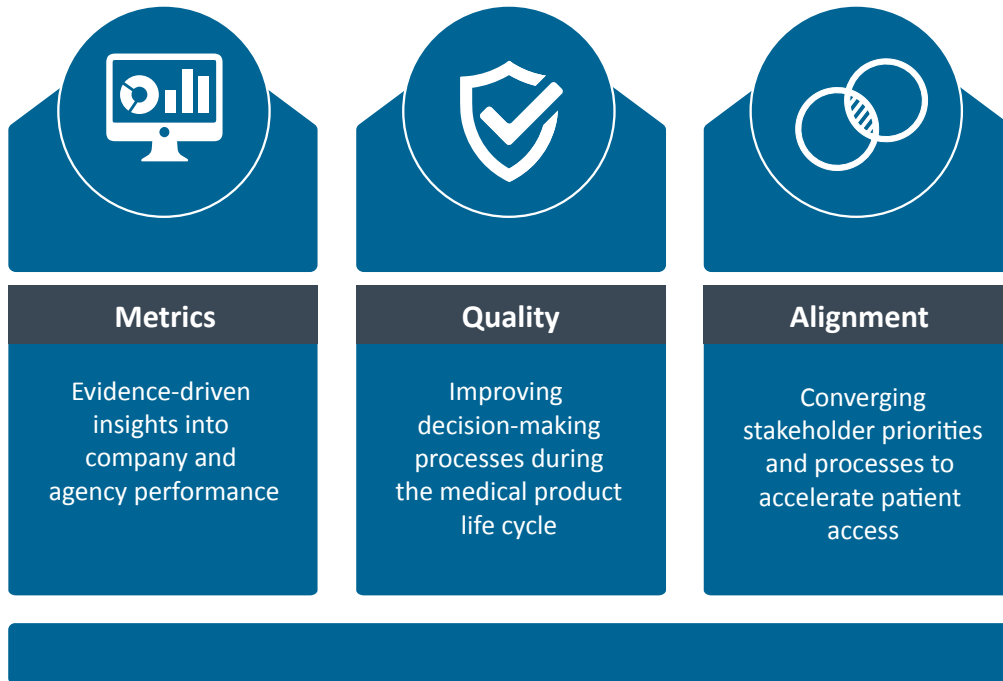 Metrics
Evidence-driven
insights into
company and
agency performance
Quality
Improving
decision-making
processes during
the medical product
life cycle
Alignment
Converging
stakeholder priorities
and processes to
accelerate patient
access